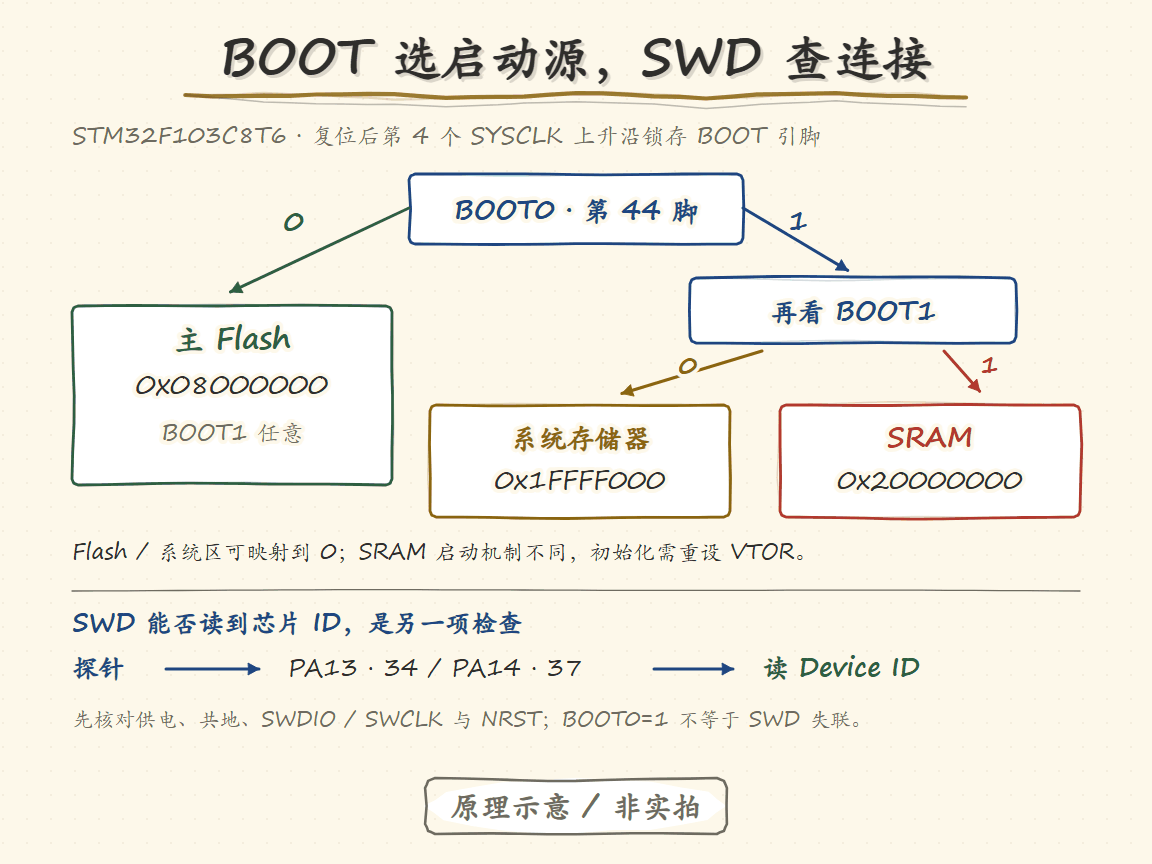 BOOT 选启动源，SWD 查连接
STM32F103C8T6 · 复位后第 4 个 SYSCLK 上升沿锁存 BOOT 引脚
BOOT0 · 第 44 脚
0
1
再看 BOOT1
主 Flash
0x08000000
BOOT1 任意
0
1
系统存储器
0x1FFFF000
SRAM
0x20000000
Flash / 系统区可映射到 0；SRAM 启动机制不同，初始化需重设 VTOR。
SWD 能否读到芯片 ID，是另一项检查
探针 PA13 · 34 / PA14 · 37 读 Device ID
先核对供电、共地、SWDIO / SWCLK 与 NRST；BOOT0=1 不等于 SWD 失联。
原理示意 / 非实拍